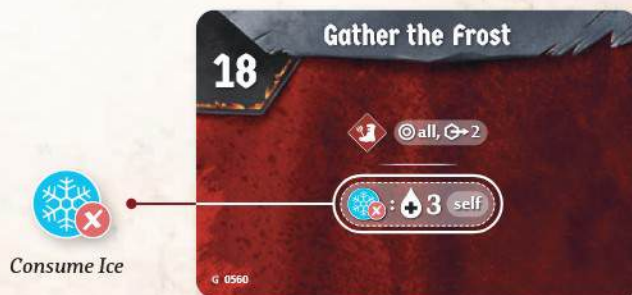 Gather the Frost
18
all, 2
: 3 self
Consume Ice
G 0560